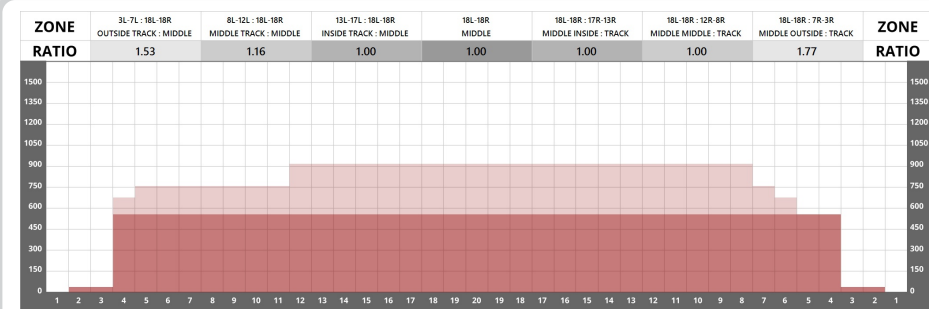 ZONE 3L-7L : 18L-18R 8L-12L : 18L-18R 13L-17L : 18L-18R 18L-18R 18L-18R : 17R-13R 18L-18R : 12R-8R 18L-18R : 7R-3R ZONE
OUTSIDE TRACK : MIDDLE MIDDLE TRACK : MIDDLE INSIDE TRACK : MIDDLE MIDDLE MIDDLE INSIDE : TRACK MIDDLE MIDDLE : TRACK MIDDLE OUTSIDE : TRACK
RATIO 1.53 1.16 1.00 1.00 1.00 1.00 1.77 RATIO
1500 1500
1350 1350
1200 1200
1050 1050
900 900
750 750
600 600
450 450
300 300
150 150
0 0
1 2 3 4 5 6 7 8 9 10 11 12 13 14 15 16 17 18 19 20 19 18 17 16 15 14 13 12 11 10 9 8 7 6 5 4 3 2 1